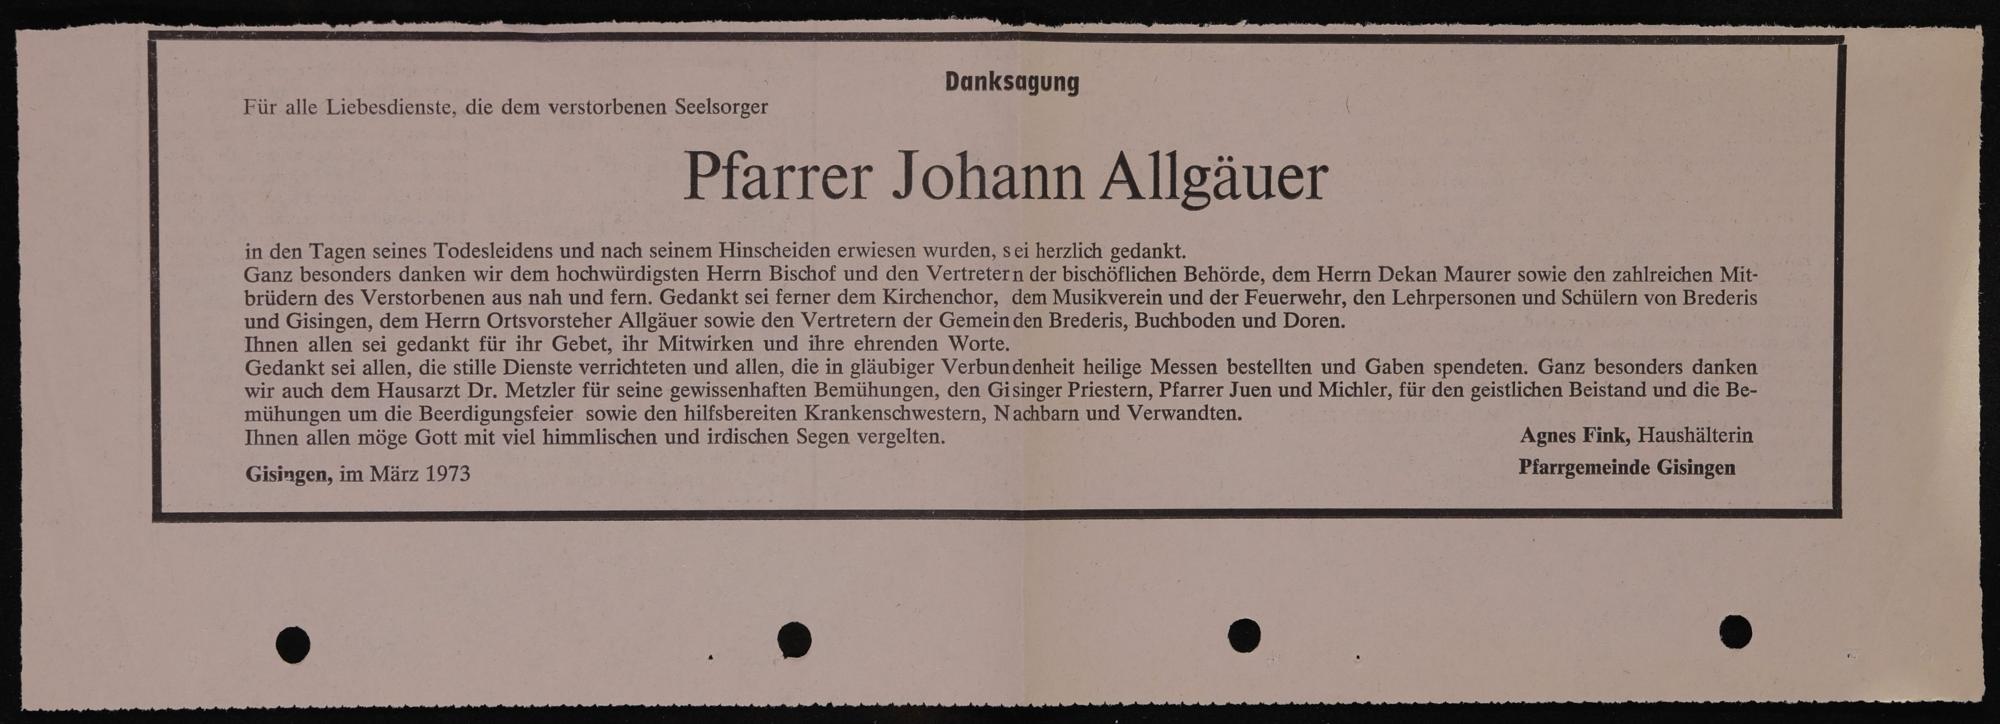 Danksagung
Für alle Liebesdienste, die dem verstorbenen Seelsorger
Pfarrer Johann Allgäuer
in den Tagen seines Todesleidens und nach seinem Hinscheiden erwiesen wurden, sei herzlich gedankt.
Ganz besonders danken wir dem hochwürdigsten Herrn Bischof und den Vertretern der bischöflichen Behörde, dem Herrn Dekan Maurer sowie den zahlreichen Mit-
brüdern des Verstorbenen aus nah und fern. Gedankt sei ferner dem Kirchenchor, dem Musikverein und der Feuerwehr, den Lehrpersonen und Schülern von Brederis
und Gisingen, dem Herrn Ortsvorsteher Allgäuer sowie den Vertretern der Gemeinden Brederis, Buchboden und Doren.
Ihnen allen sei gedankt für ihr Gebet, ihr Mitwirken und ihre ehrenden Worte.
Gedankt sei allen, die stille Dienste verrichteten und allen, die in gläubiger Verbundenheit heilige Messen bestellten und Gaben spendeten. Ganz besonders danken
wir auch dem Hausarzt Dr. Metzler für seine gewissenhaften Bemühungen, den Gisinger Priestern, Pfarrer Juen und Michler, für den geistlichen Beistand und die Be-
mühungen um die Beerdigungsfeier sowie den hilfsbereiten Krankenschwestern, Nachbarn und Verwandten.
Ihnen allen möge Gott mit viel himmlischen und irdischen Segen vergelten.
Agnes Fink, Haushälterin
Gisingen, im März 1973
Pfarrgemeinde Gisingen